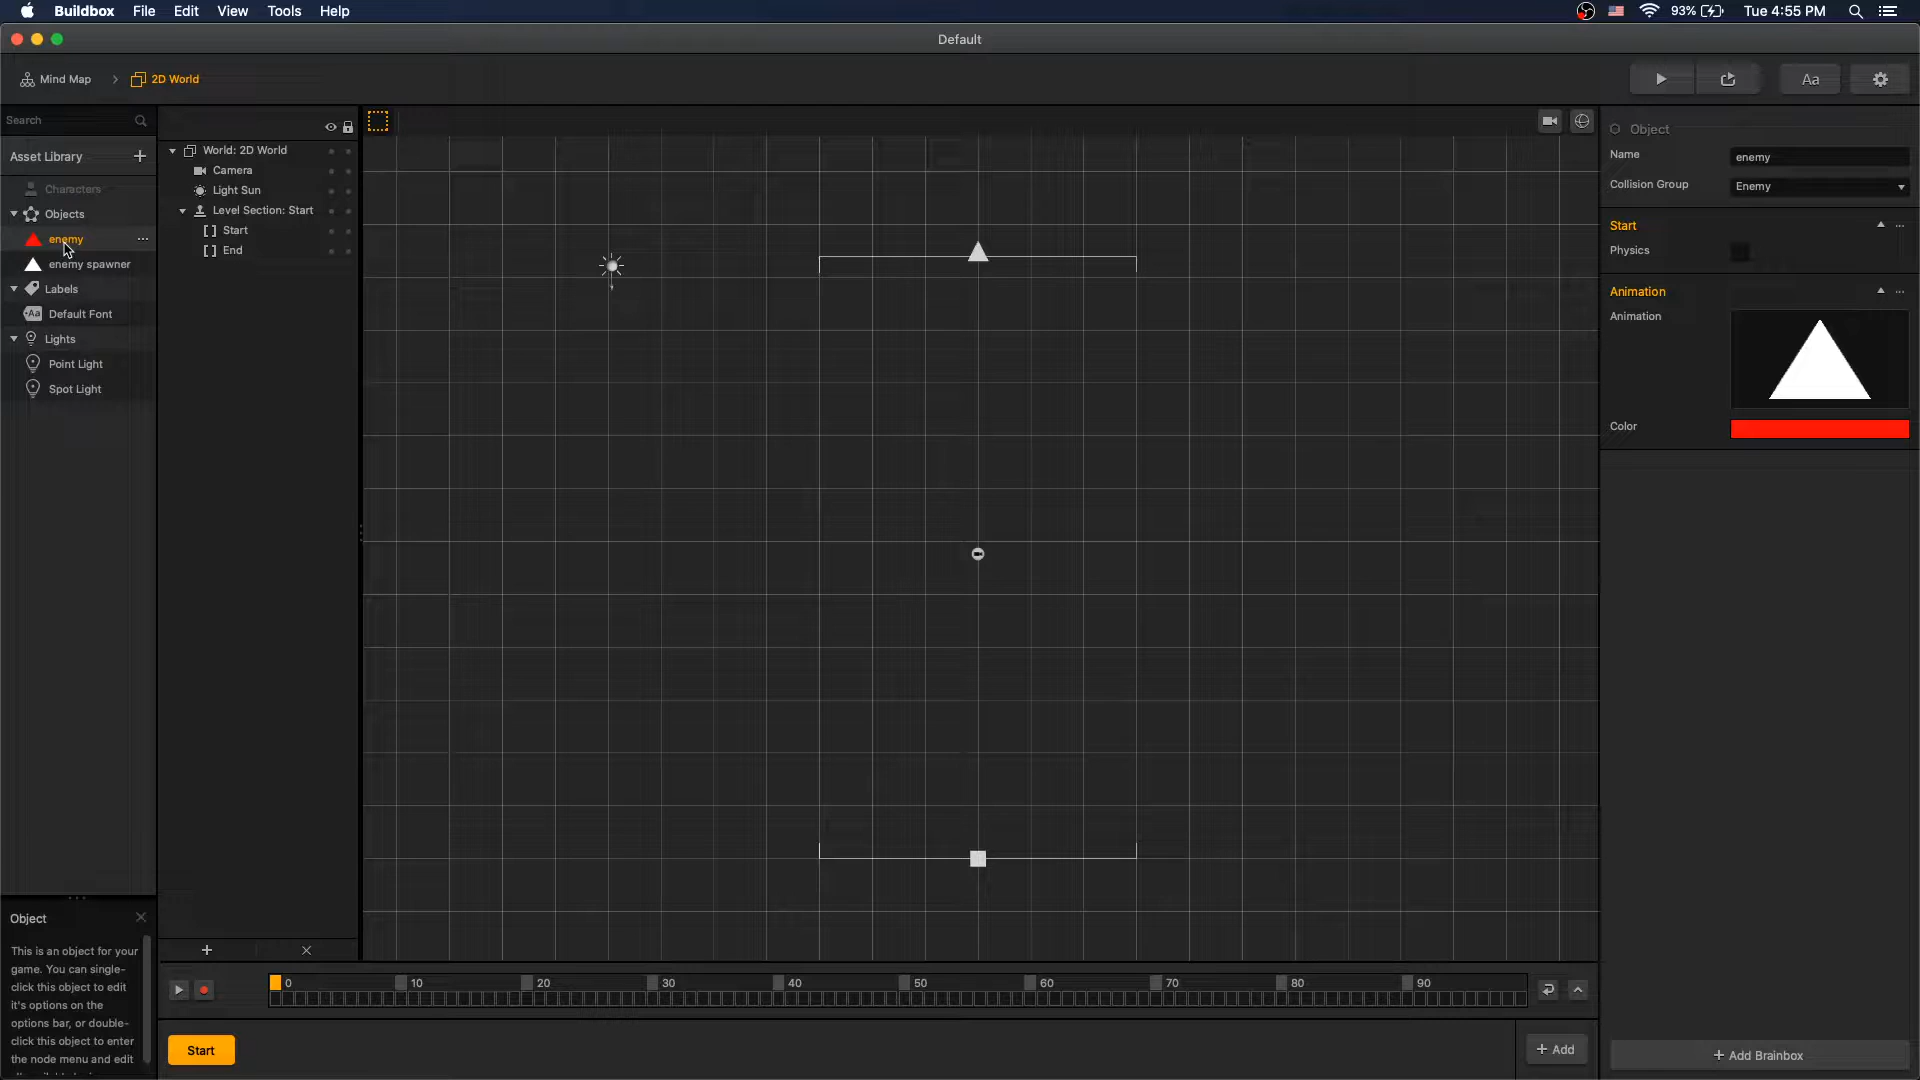 Buildbox File Edit View Tools Help
93% Tue 4:55 PM
Default
Mind Map
2D World
Aa
Search
Asset Library
Characters
Objects
enemy
enemy spawner
Labels
Aa Default Font
Lights
Point Light
Spot Light
World: 2D World
Camera
Light Sun
Level Section: Start
[ ] Start
[ ] End
Object
Name
enemy
Collision Group
Enemy
Start
Physics
Animation
Animation
Color
Object
This is an object for your
game. You can single-
click this object to edit
it's options on the
options bar, or double-
click this object to enter
the node menu and edit
0 10 20 30 40 50 60 70 80 90
Start
+ Add
+ Add Brainbox